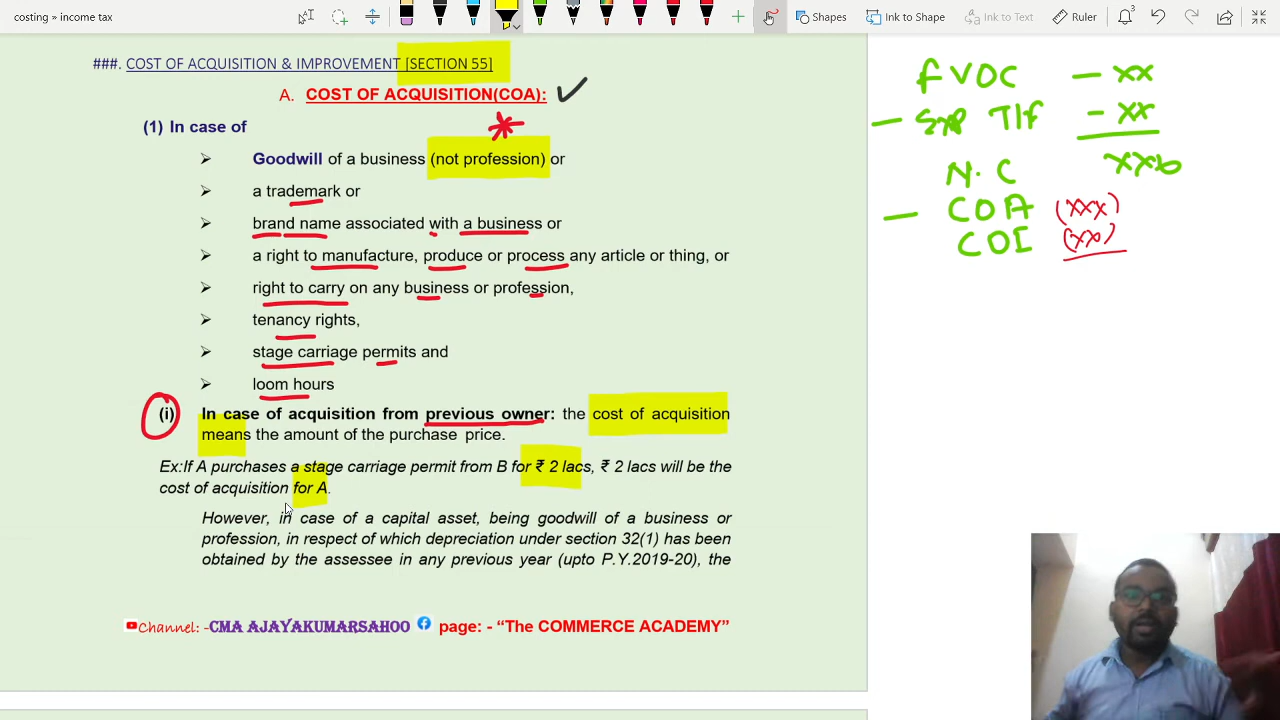 costing » income tax
Shapes
Ink to Shape
Ink to Text
Ruler
###. COST OF ACQUISITION & IMPROVEMENT [SECTION 55]
A. COST OF ACQUISITION(COA):
(1) In case of
➢ Goodwill of a business (not profession) or
➢ a trademark or
➢ brand name associated with a business or
➢ a right to manufacture, produce or process any article or thing, or
➢ right to carry on any business or profession,
➢ tenancy rights,
➢ stage carriage permits and
➢ loom hours
(i) In case of acquisition from previous owner: the cost of acquisition
means the amount of the purchase price.
Ex:If A purchases a stage carriage permit from B for ₹ 2 lacs, ₹ 2 lacs will be the
cost of acquisition for A.
However, in case of a capital asset, being goodwill of a business or
profession, in respect of which depreciation under section 32(1) has been
obtained by the assessee in any previous year (upto P.Y.2019-20), the
Channel: -CMA AJAYAKUMARSAHOO page: - “The COMMERCE ACADEMY”
FVOC — xx
— Exp Tlf — xx
N.C xxx
— COA (xxx)
COI (xx)